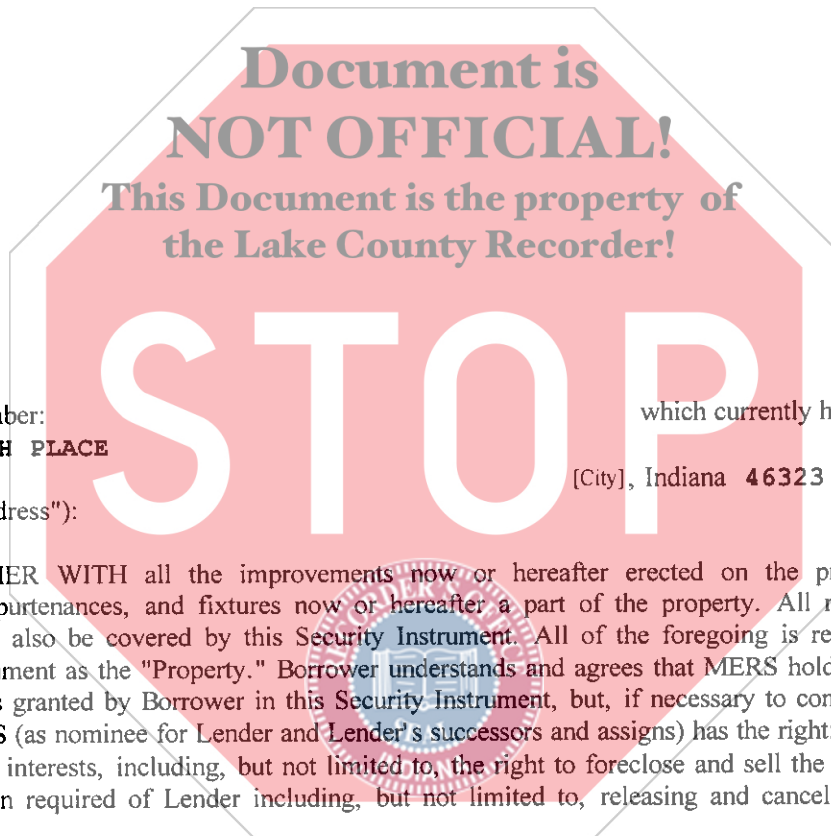 Document is
NOT OFFICIAL!
This Document is the property of
the Lake County Recorder!
STOP
ber: which currently h
H PLACE
[City], Indiana 46323
dress"):
IER WITH all the improvements now or hereafter erected on the p
purtenances, and fixtures now or hereafter a part of the property. All r
also be covered by this Security Instrument. All of the foregoing is re
ment as the "Property." Borrower understands and agrees that MERS hold
s granted by Borrower in this Security Instrument, but, if necessary to con
S (as nominee for Lender and Lender's successors and assigns) has the right
interests, including, but not limited to, the right to foreclose and sell the
n required of Lender including, but not limited to, releasing and cancel